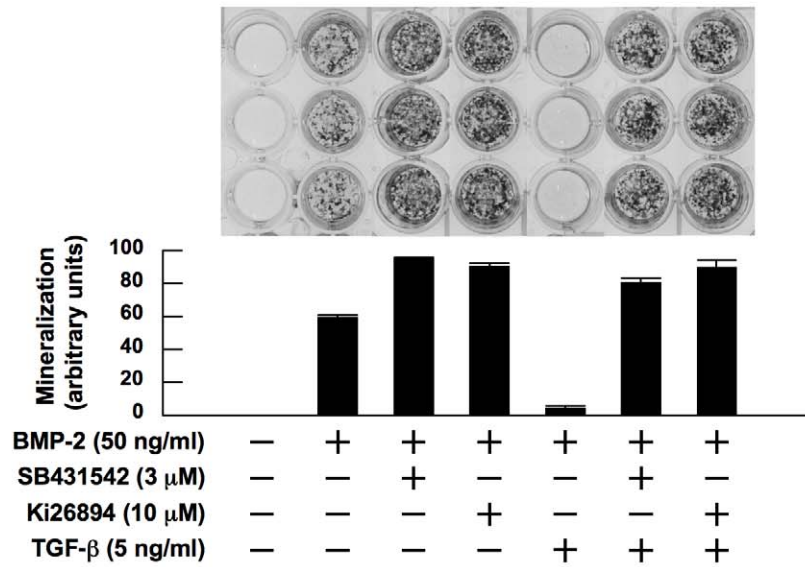 Mineralization
(arbitrary units)
100
80
60
40
20
0
BMP-2 (50 ng/ml) — + + + + + +
SB431542 (3 μM) — — + — — + —
Ki26894 (10 μM) — — — + — — +
TGF-β (5 ng/ml) — — — — + + +